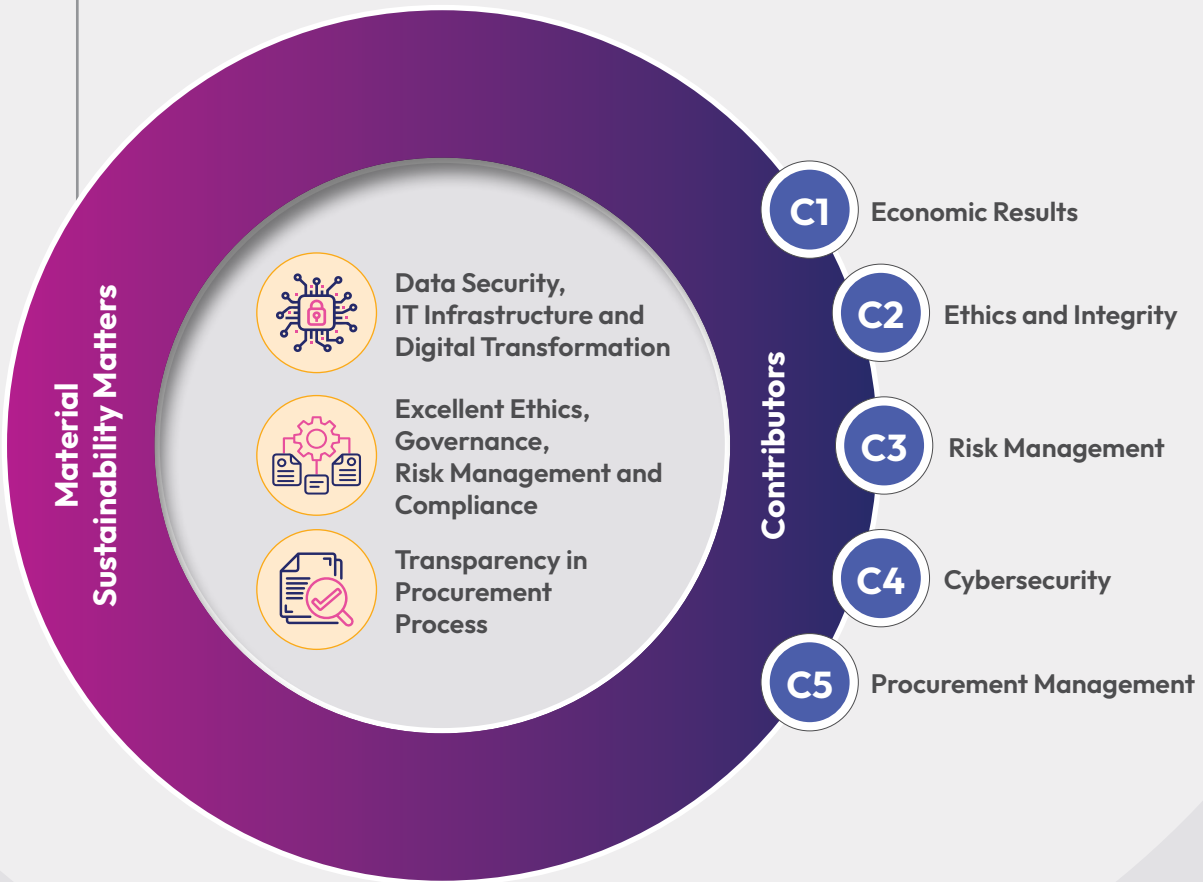 Material
Sustainability Matters
Data Security,
IT Infrastructure and
Digital Transformation
Excellent Ethics,
Governance,
Risk Management and
Compliance
Transparency in
Procurement
Process
Contributors
C1 Economic Results
C2 Ethics and Integrity
C3 Risk Management
C4 Cybersecurity
C5 Procurement Management